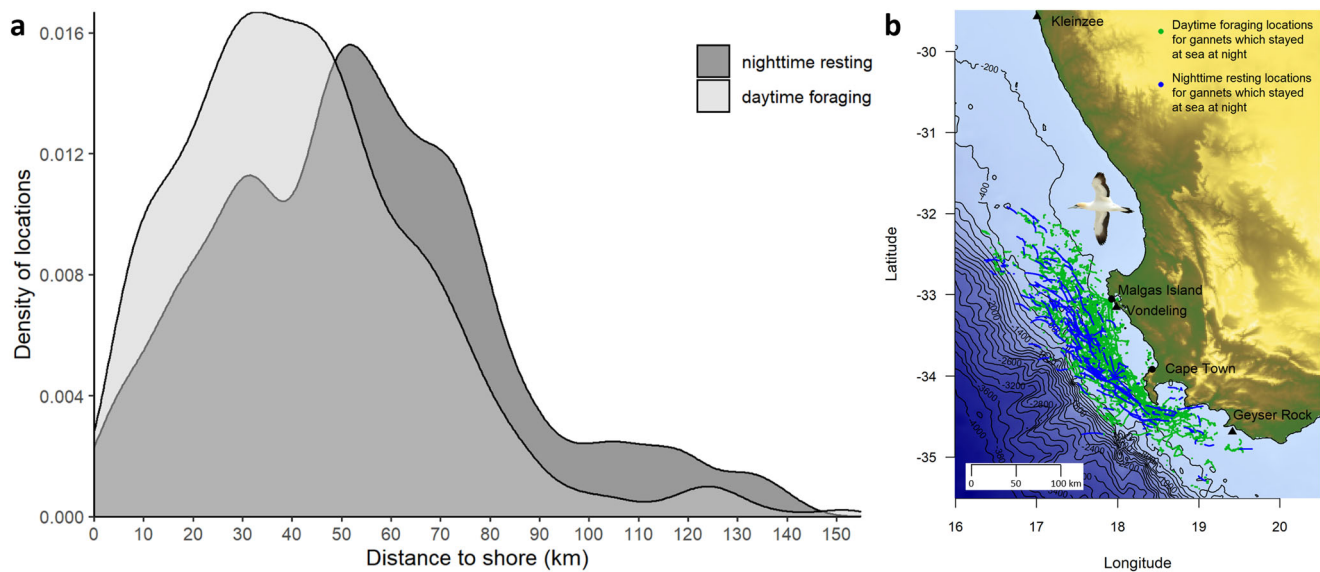 a
0.016
0.012
0.008
0.004
0.000
Density of locations
nighttime resting
daytime foraging
0 10 20 30 40 50 60 70 80 90 100 110 120 130 140 150
Distance to shore (km)
b
Kleinzee
Daytime foraging locations
for gannets which stayed
at sea at night
Nighttime resting locations
for gannets which stayed
at sea at night
-30
-31
-32
-33
-34
-35
Latitude
-200
-400
Malgas Island
Vondeling
Cape Town
Geyser Rock
0 50 100 km
16 17 18 19 20
Longitude